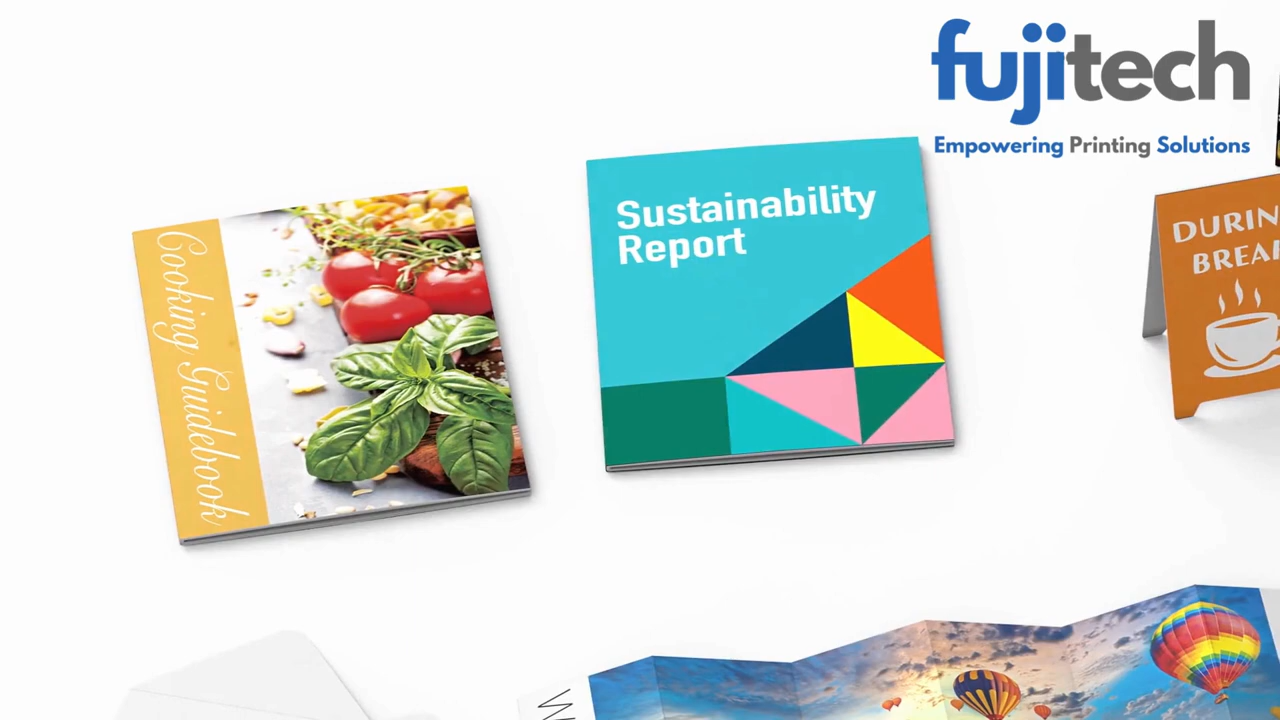 fujitech
Empowering Printing Solutions
Cooking Guidebook
Sustainability
Report
DURIN
BREA